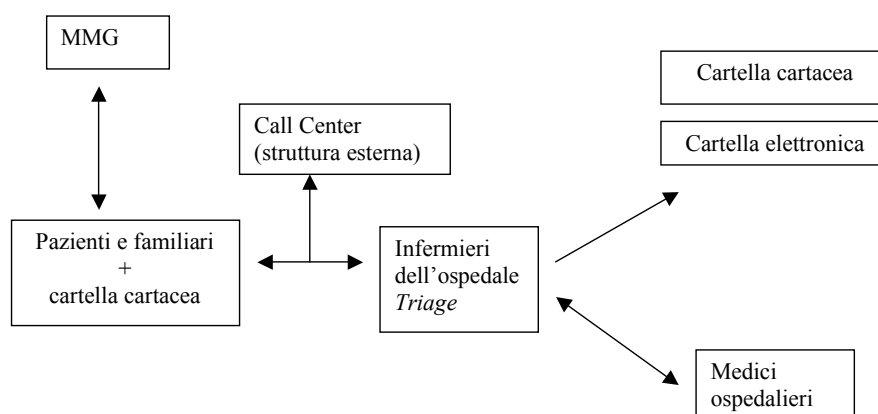 MMG
Cartella cartacea
Call Center
(struttura esterna)
Cartella elettronica
Pazienti e familiari
+
cartella cartacea
Infermieri
dell’ospedale
Triage
Medici
ospedalieri